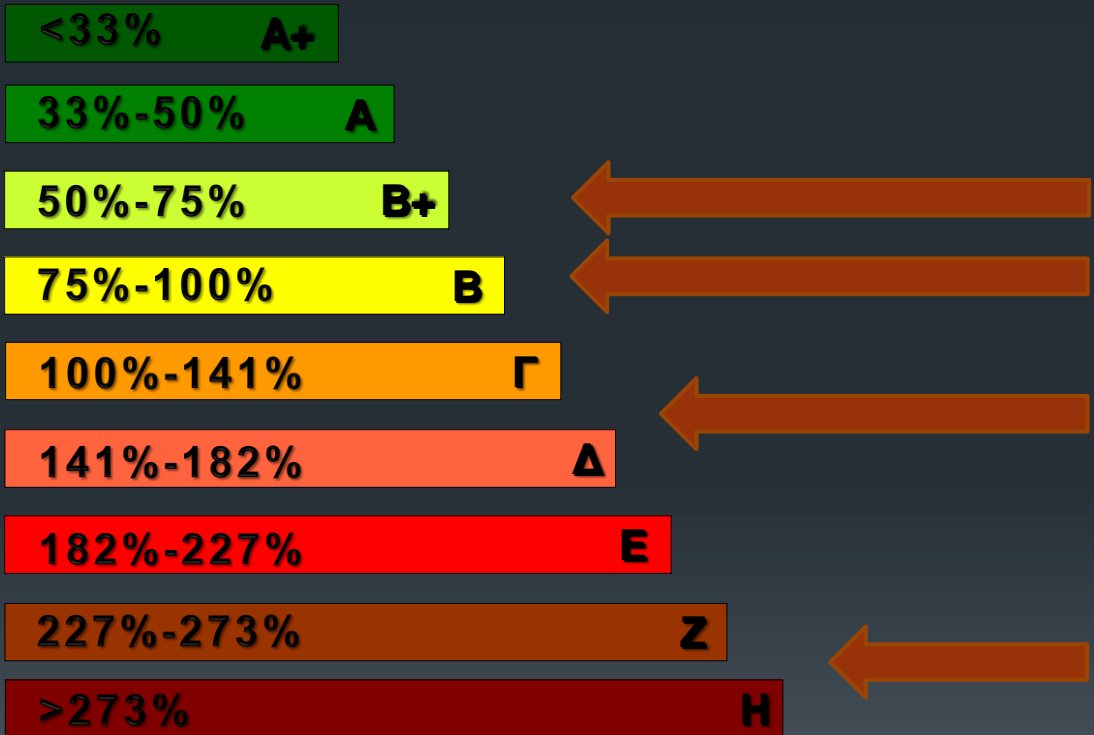 <33% Α+
33%-50% Α
50%-75% Β+
75%-100% Β
100%-141% Γ
141%-182% Δ
182%-227% Ε
227%-273% Ζ
>273% Η